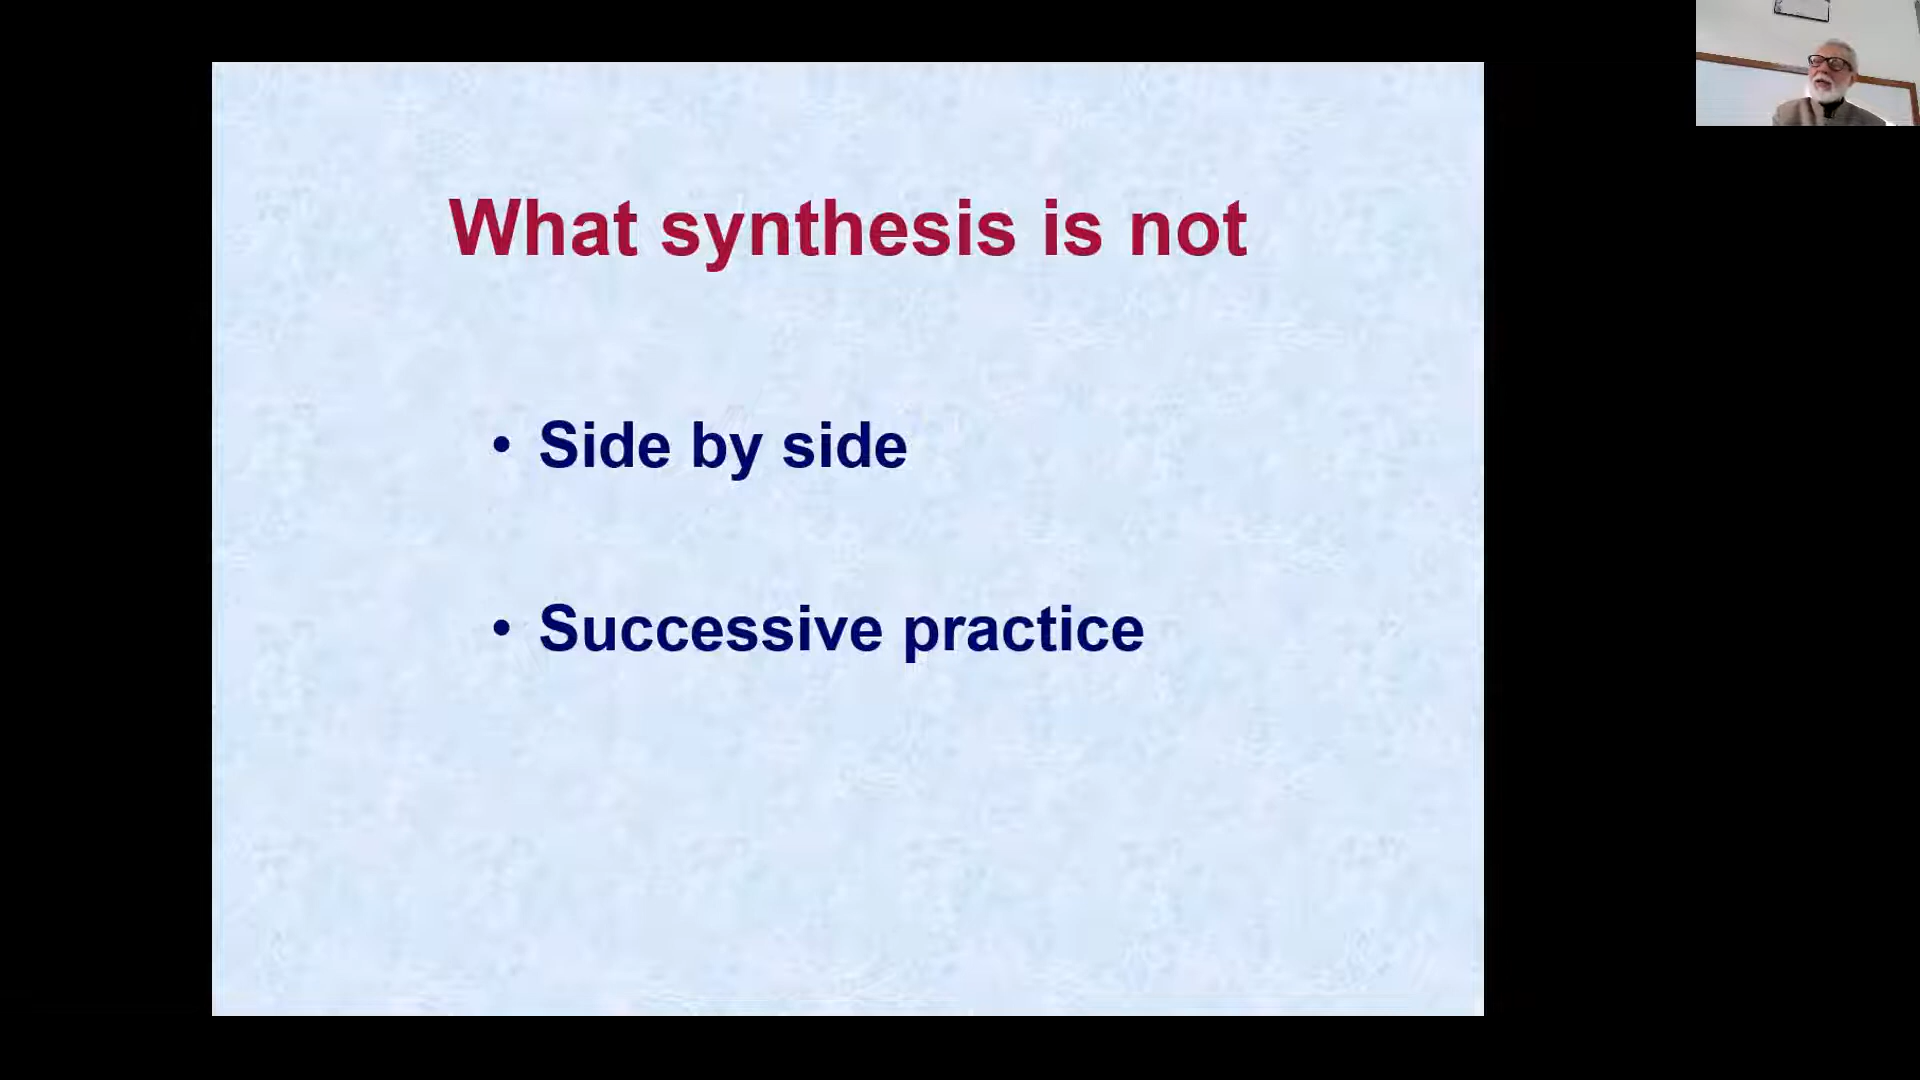 What synthesis is not
• Side by side
• Successive practice